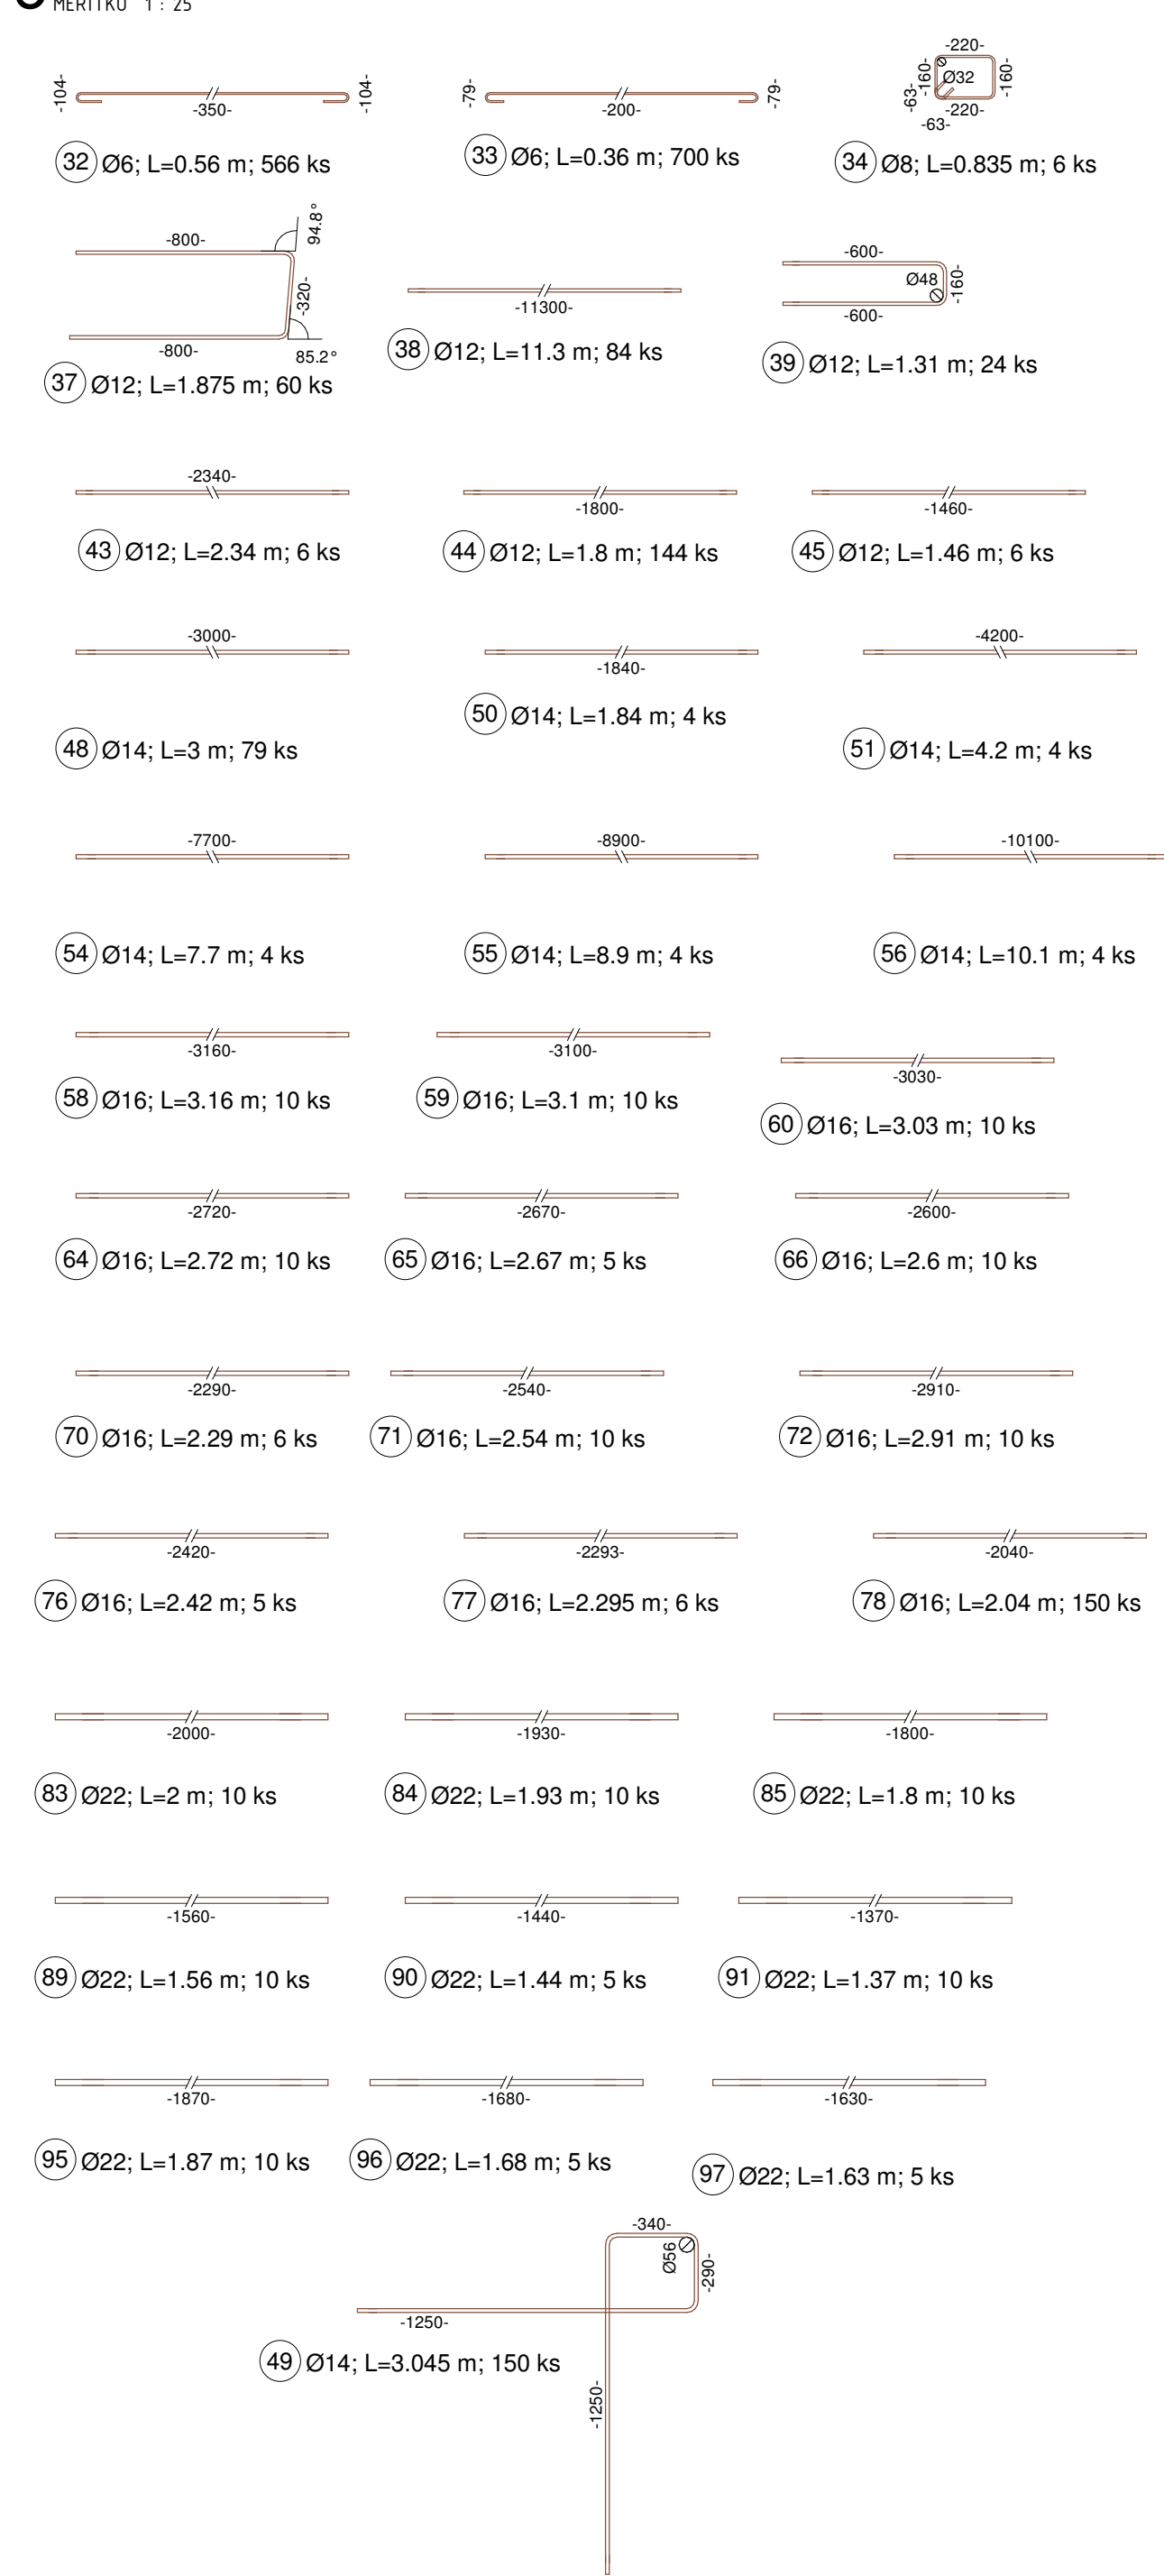 MĚŘÍTKU 1 : 25
-104- -350- -104-
32 Ø6; L=0.56 m; 566 ks
-79- -200- -79-
33 Ø6; L=0.36 m; 700 ks
-220-
-160- Ø32 -160-
-63- -220-
-63-
34 Ø8; L=0.835 m; 6 ks
-800- 94.8°
-320-
-800- 85.2°
37 Ø12; L=1.875 m; 60 ks
-11300-
38 Ø12; L=11.3 m; 84 ks
-600-
Ø48 -160-
-600-
39 Ø12; L=1.31 m; 24 ks
-2340-
43 Ø12; L=2.34 m; 6 ks
-1800-
44 Ø12; L=1.8 m; 144 ks
-1460-
45 Ø12; L=1.46 m; 6 ks
-3000-
48 Ø14; L=3 m; 79 ks
-1840-
50 Ø14; L=1.84 m; 4 ks
-4200-
51 Ø14; L=4.2 m; 4 ks
-7700-
54 Ø14; L=7.7 m; 4 ks
-8900-
55 Ø14; L=8.9 m; 4 ks
-10100-
56 Ø14; L=10.1 m; 4 ks
-3160-
58 Ø16; L=3.16 m; 10 ks
-3100-
59 Ø16; L=3.1 m; 10 ks
-3030-
60 Ø16; L=3.03 m; 10 ks
-2720-
64 Ø16; L=2.72 m; 10 ks
-2670-
65 Ø16; L=2.67 m; 5 ks
-2600-
66 Ø16; L=2.6 m; 10 ks
-2290-
70 Ø16; L=2.29 m; 6 ks
-2540-
71 Ø16; L=2.54 m; 10 ks
-2910-
72 Ø16; L=2.91 m; 10 ks
-2420-
76 Ø16; L=2.42 m; 5 ks
-2293-
77 Ø16; L=2.295 m; 6 ks
-2040-
78 Ø16; L=2.04 m; 150 ks
-2000-
83 Ø22; L=2 m; 10 ks
-1930-
84 Ø22; L=1.93 m; 10 ks
-1800-
85 Ø22; L=1.8 m; 10 ks
-1560-
89 Ø22; L=1.56 m; 10 ks
-1440-
90 Ø22; L=1.44 m; 5 ks
-1370-
91 Ø22; L=1.37 m; 10 ks
-1870-
95 Ø22; L=1.87 m; 10 ks
-1680-
96 Ø22; L=1.68 m; 5 ks
-1630-
97 Ø22; L=1.63 m; 5 ks
-340-
Ø56 -290-
-1250-
49 Ø14; L=3.045 m; 150 ks
-1250-